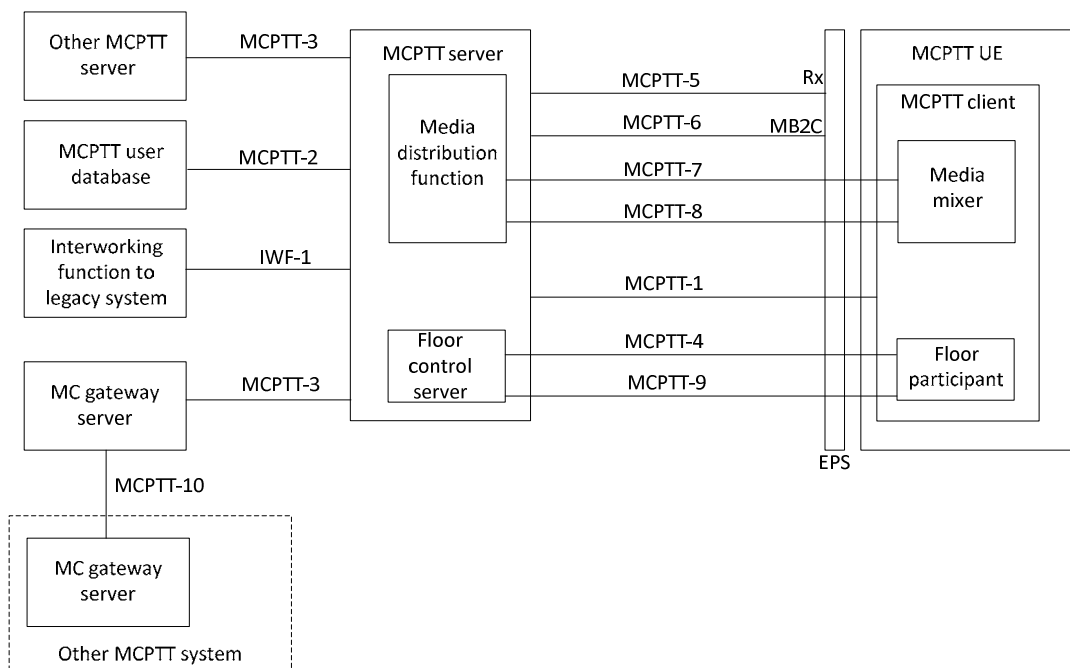 Other MCPTT
server
MCPTT-3
MCPTT user
database
MCPTT-2
Interworking
function to
legacy system
IWF-1
MC gateway
server
MCPTT-3
MCPTT-10
MC gateway
server
Other MCPTT system
MCPTT server
Media
distribution
function
Floor
control
server
MCPTT-5
Rx
MCPTT-6
MB2C
MCPTT-7
MCPTT-8
MCPTT-1
MCPTT-4
MCPTT-9
EPS
MCPTT UE
MCPTT client
Media
mixer
Floor
participant